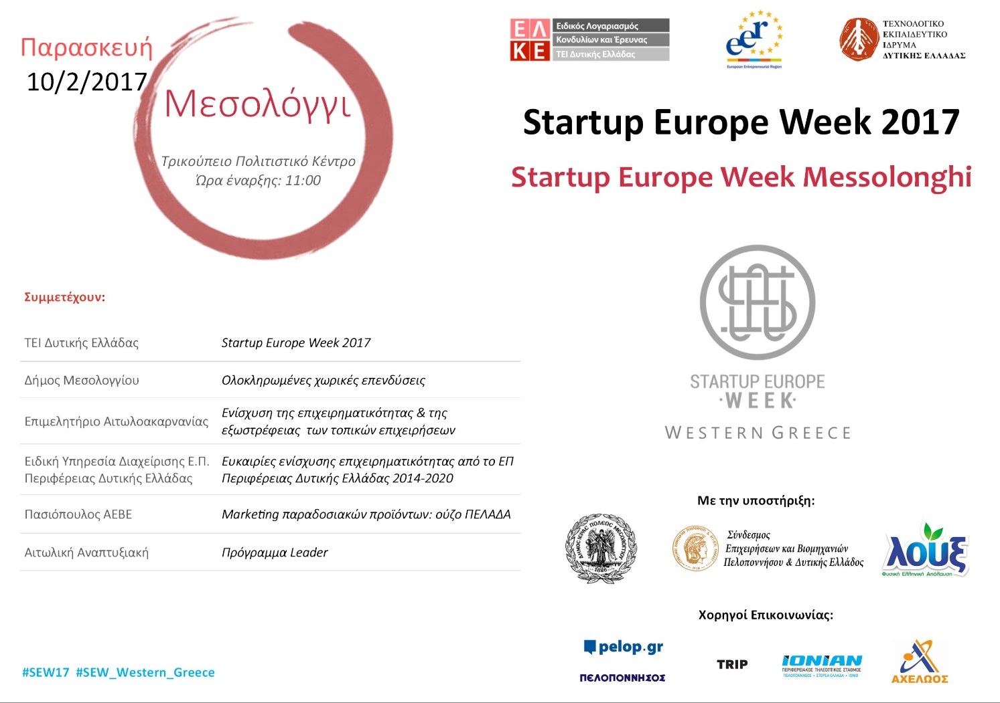 Παρασκευή
10/2/2017
Μεσολόγγι
Τρικούπειο Πολιτιστικό Κέντρο
Ώρα έναρξης: 11:00
Συμμετέχουν:
ΤΕΙ Δυτικής Ελλάδας Startup Europe Week 2017
Δήμος Μεσολογγίου Ολοκληρωμένες χωρικές επενδύσεις
Επιμελητήριο Αιτωλοακαρνανίας Ενίσχυση της επιχειρηματικότητας & της
εξωστρέφειας των τοπικών επιχειρήσεων
Ειδική Υπηρεσία Διαχείρισης Ε.Π. Ευκαιρίες ενίσχυσης επιχειρηματικότητας από το ΕΠ
Περιφέρειας Δυτικής Ελλάδας Περιφέρειας Δυτικής Ελλάδας 2014-2020
Πασιόπουλος ΑΕΒΕ Marketing παραδοσιακών προϊόντων: ούζο ΠΕΛΑΔΑ
Αιτωλική Αναπτυξιακή Πρόγραμμα Leader
#SEW17 #SEW_Western_Greece
ΕΛ
ΚΕ
Ειδικός Λογαριασμός
Κονδυλίων και Έρευνας
ΤΕΙ Δυτικής Ελλάδας
eer
European Entrepreneurial Region
ΤΕΧΝΟΛΟΓΙΚΟ
ΕΚΠΑΙΔΕΥΤΙΚΟ
ΙΔΡΥΜΑ
ΔΥΤΙΚΗΣ ΕΛΛΑΔΑΣ
Startup Europe Week 2017
Startup Europe Week Messolonghi
STARTUP EUROPE
·WEEK·
WESTERN GREECE
Με την υποστήριξη:
ΔΗΜΟΣ ΙΕΡΑΣ ΠΟΛΕΩΣ ΜΕΣΟΛΟΓΓΙΟΥ
1826
Σύνδεσμος
Επιχειρήσεων και Βιομηχανιών
Πελοποννήσου & Δυτικής Ελλάδος
λουξ
Φυσική Ελληνική Απόλαυση
Χορηγοί Επικοινωνίας:
pelop.gr
ΠΕΛΟΠΟΝΝΗΣΟΣ
TRIP
IONIAN
ΠΕΡΙΦΕΡΕΙΑΚΟΣ ΤΗΛΕΟΠΤΙΚΟΣ ΣΤΑΘΜΟΣ
ΠΕΛΟΠΟΝΝΗΣΟΣ • ΣΤΕΡΕΑ ΕΛΛΑΔΑ • ΙΟΝΙΟ
ΑΧΕΛΩΟΣ